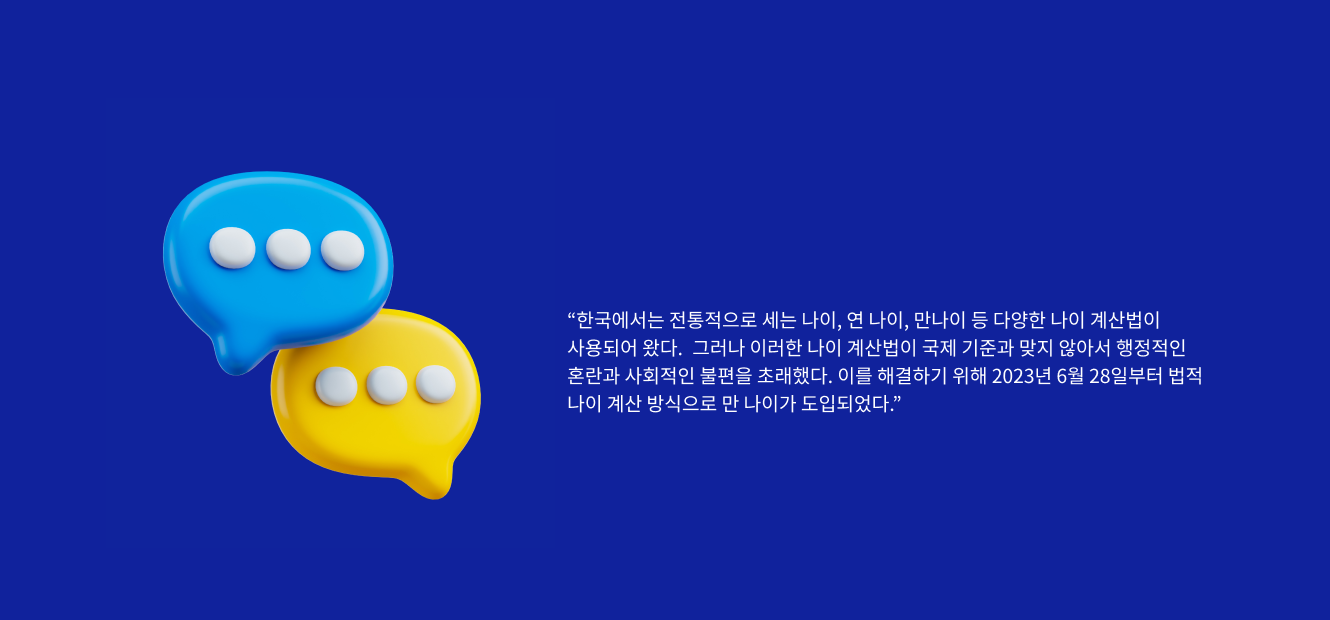 “한국에서는 전통적으로 세는 나이, 연 나이, 만나이 등 다양한 나이 계산법이
사용되어 왔다.  그러나 이러한 나이 계산법이 국제 기준과 맞지 않아서 행정적인
혼란과 사회적인 불편을 초래했다. 이를 해결하기 위해 2023년 6월 28일부터 법적
나이 계산 방식으로 만 나이가 도입되었다.”